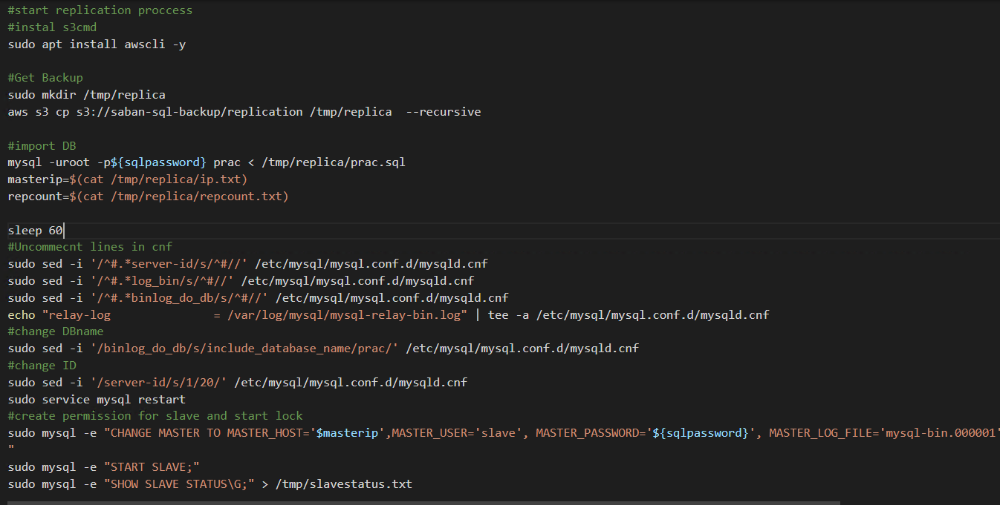 #start replication proccess
#instal s3cmd
sudo apt install awscli -y
#Get Backup
sudo mkdir /tmp/replica
aws s3 cp s3://saban-sql-backup/replication /tmp/replica  --recursive
#import DB
mysql -uroot -p${sqlpassword} prac < /tmp/replica/prac.sql
masterip=$(cat /tmp/replica/ip.txt)
repcount=$(cat /tmp/replica/repcount.txt)
sleep 60
#Uncommecnt lines in cnf
sudo sed -i '/^#.*server-id/s/^#//' /etc/mysql/mysql.conf.d/mysqld.cnf
sudo sed -i '/^#.*log_bin/s/^#//' /etc/mysql/mysql.conf.d/mysqld.cnf
sudo sed -i '/^#.*binlog_do_db/s/^#//' /etc/mysql/mysql.conf.d/mysqld.cnf
echo "relay-log               = /var/log/mysql/mysql-relay-bin.log" | tee -a /etc/mysql/mysql.conf.d/mysqld.cnf
#change DBname
sudo sed -i '/binlog_do_db/s/include_database_name/prac/' /etc/mysql/mysql.conf.d/mysqld.cnf
#change ID
sudo sed -i '/server-id/s/1/20/' /etc/mysql/mysql.conf.d/mysqld.cnf
sudo service mysql restart
#create permission for slave and start lock
sudo mysql -e "CHANGE MASTER TO MASTER_HOST='$masterip',MASTER_USER='slave', MASTER_PASSWORD='${sqlpassword}', MASTER_LOG_FILE='mysql-bin.000001'
"
sudo mysql -e "START SLAVE;"
sudo mysql -e "SHOW SLAVE STATUS\G;" > /tmp/slavestatus.txt